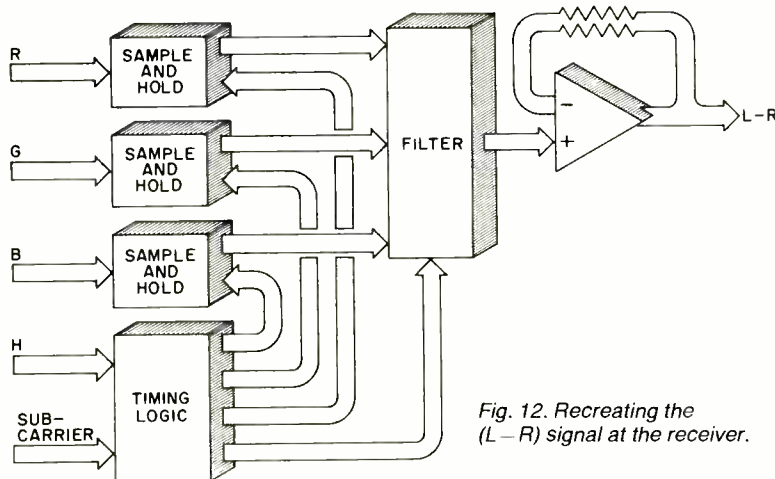 R
SAMPLE
AND
HOLD
G
SAMPLE
AND
HOLD
B
SAMPLE
AND
HOLD
H
SUB-
CARRIER
TIMING
LOGIC
FILTER
−
+
L-R
Fig. 12. Recreating the
(L-R) signal at the receiver.